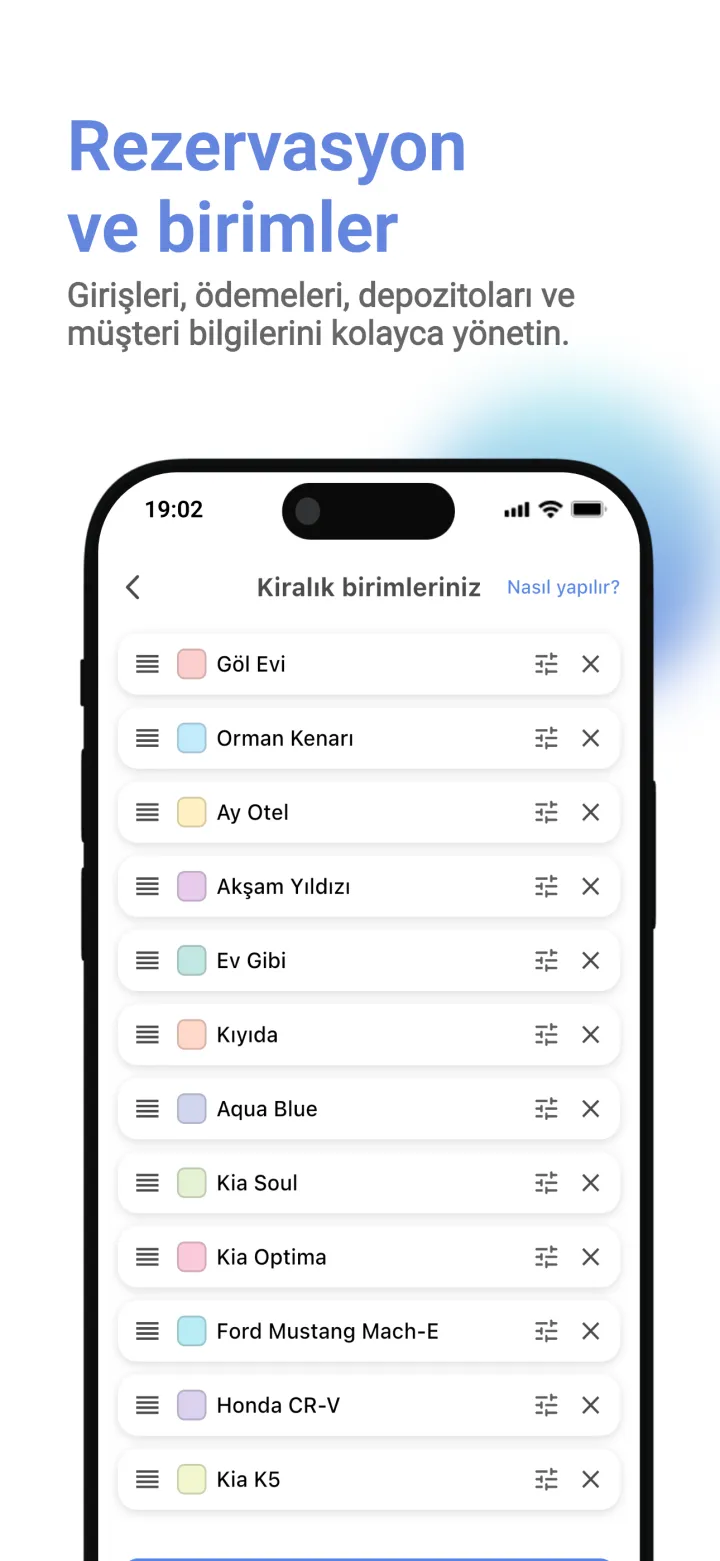 Rezervasyon
ve birimler
Girişleri, ödemeleri, depozitoları ve
müşteri bilgilerini kolayca yönetin.
19:02
Kiralık birimleriniz
Nasıl yapılır?
Göl Evi
Orman Kenarı
Ay Otel
Akşam Yıldızı
Ev Gibi
Kıyıda
Aqua Blue
Kia Soul
Kia Optima
Ford Mustang Mach-E
Honda CR-V
Kia K5